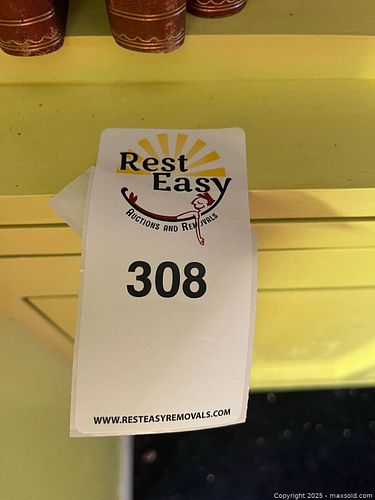 Rest
Easy
AUCTIONS AND REMOVALS
308
WWW.RESTEASYREMOVALS.COM
Copyright 2025 - maxsold.com